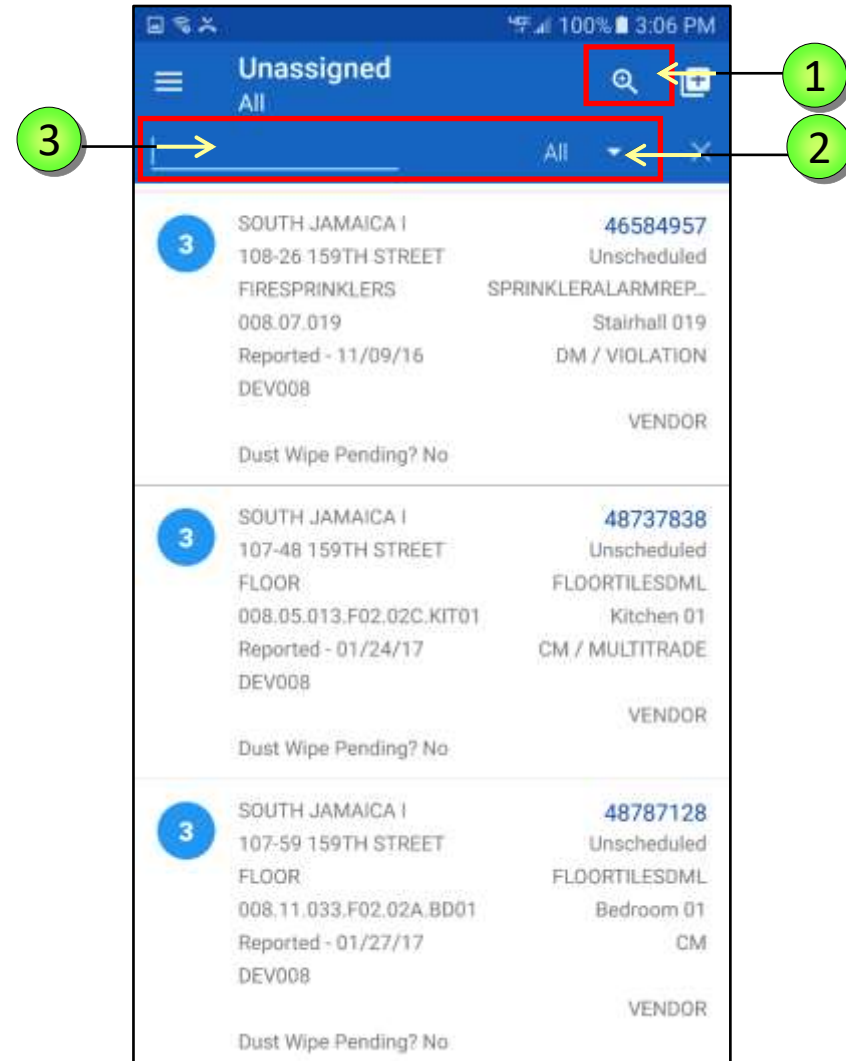 100% 3:06 PM
Unassigned
All
1
3
All
2
3
SOUTH JAMAICA I 46584957
108-26 159TH STREET Unscheduled
FIRESPRINKLERS SPRINKLERALARMREP...
008.07.019 Stairhall 019
Reported - 11/09/16 DM / VIOLATION
DEV008
VENDOR
Dust Wipe Pending? No
3
SOUTH JAMAICA I 48737838
107-48 159TH STREET Unscheduled
FLOOR FLOORTILESDML
008.05.013.F02.02C.KIT01 Kitchen 01
Reported - 01/24/17 CM / MULTITRADE
DEV008
VENDOR
Dust Wipe Pending? No
3
SOUTH JAMAICA I 48787128
107-59 159TH STREET Unscheduled
FLOOR FLOORTILESDML
008.11.033.F02.02A.BD01 Bedroom 01
Reported - 01/27/17 CM
DEV008
VENDOR
Dust Wipe Pending? No